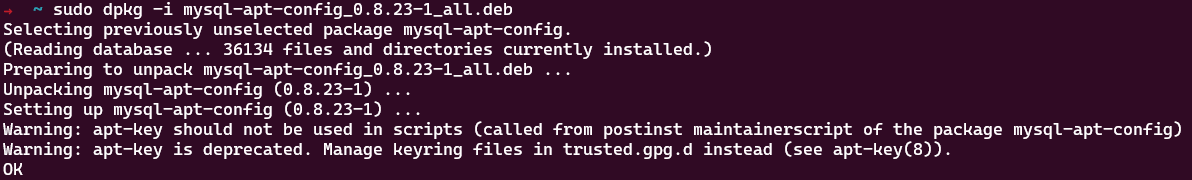 → ~ sudo dpkg -i mysql-apt-config_0.8.23-1_all.deb
Selecting previously unselected package mysql-apt-config.
(Reading database ... 36134 files and directories currently installed.)
Preparing to unpack mysql-apt-config_0.8.23-1_all.deb ...
Unpacking mysql-apt-config (0.8.23-1) ...
Setting up mysql-apt-config (0.8.23-1) ...
Warning: apt-key should not be used in scripts (called from postinst maintainerscript of the package mysql-apt-config)
Warning: apt-key is deprecated. Manage keyring files in trusted.gpg.d instead (see apt-key(8)).
OK